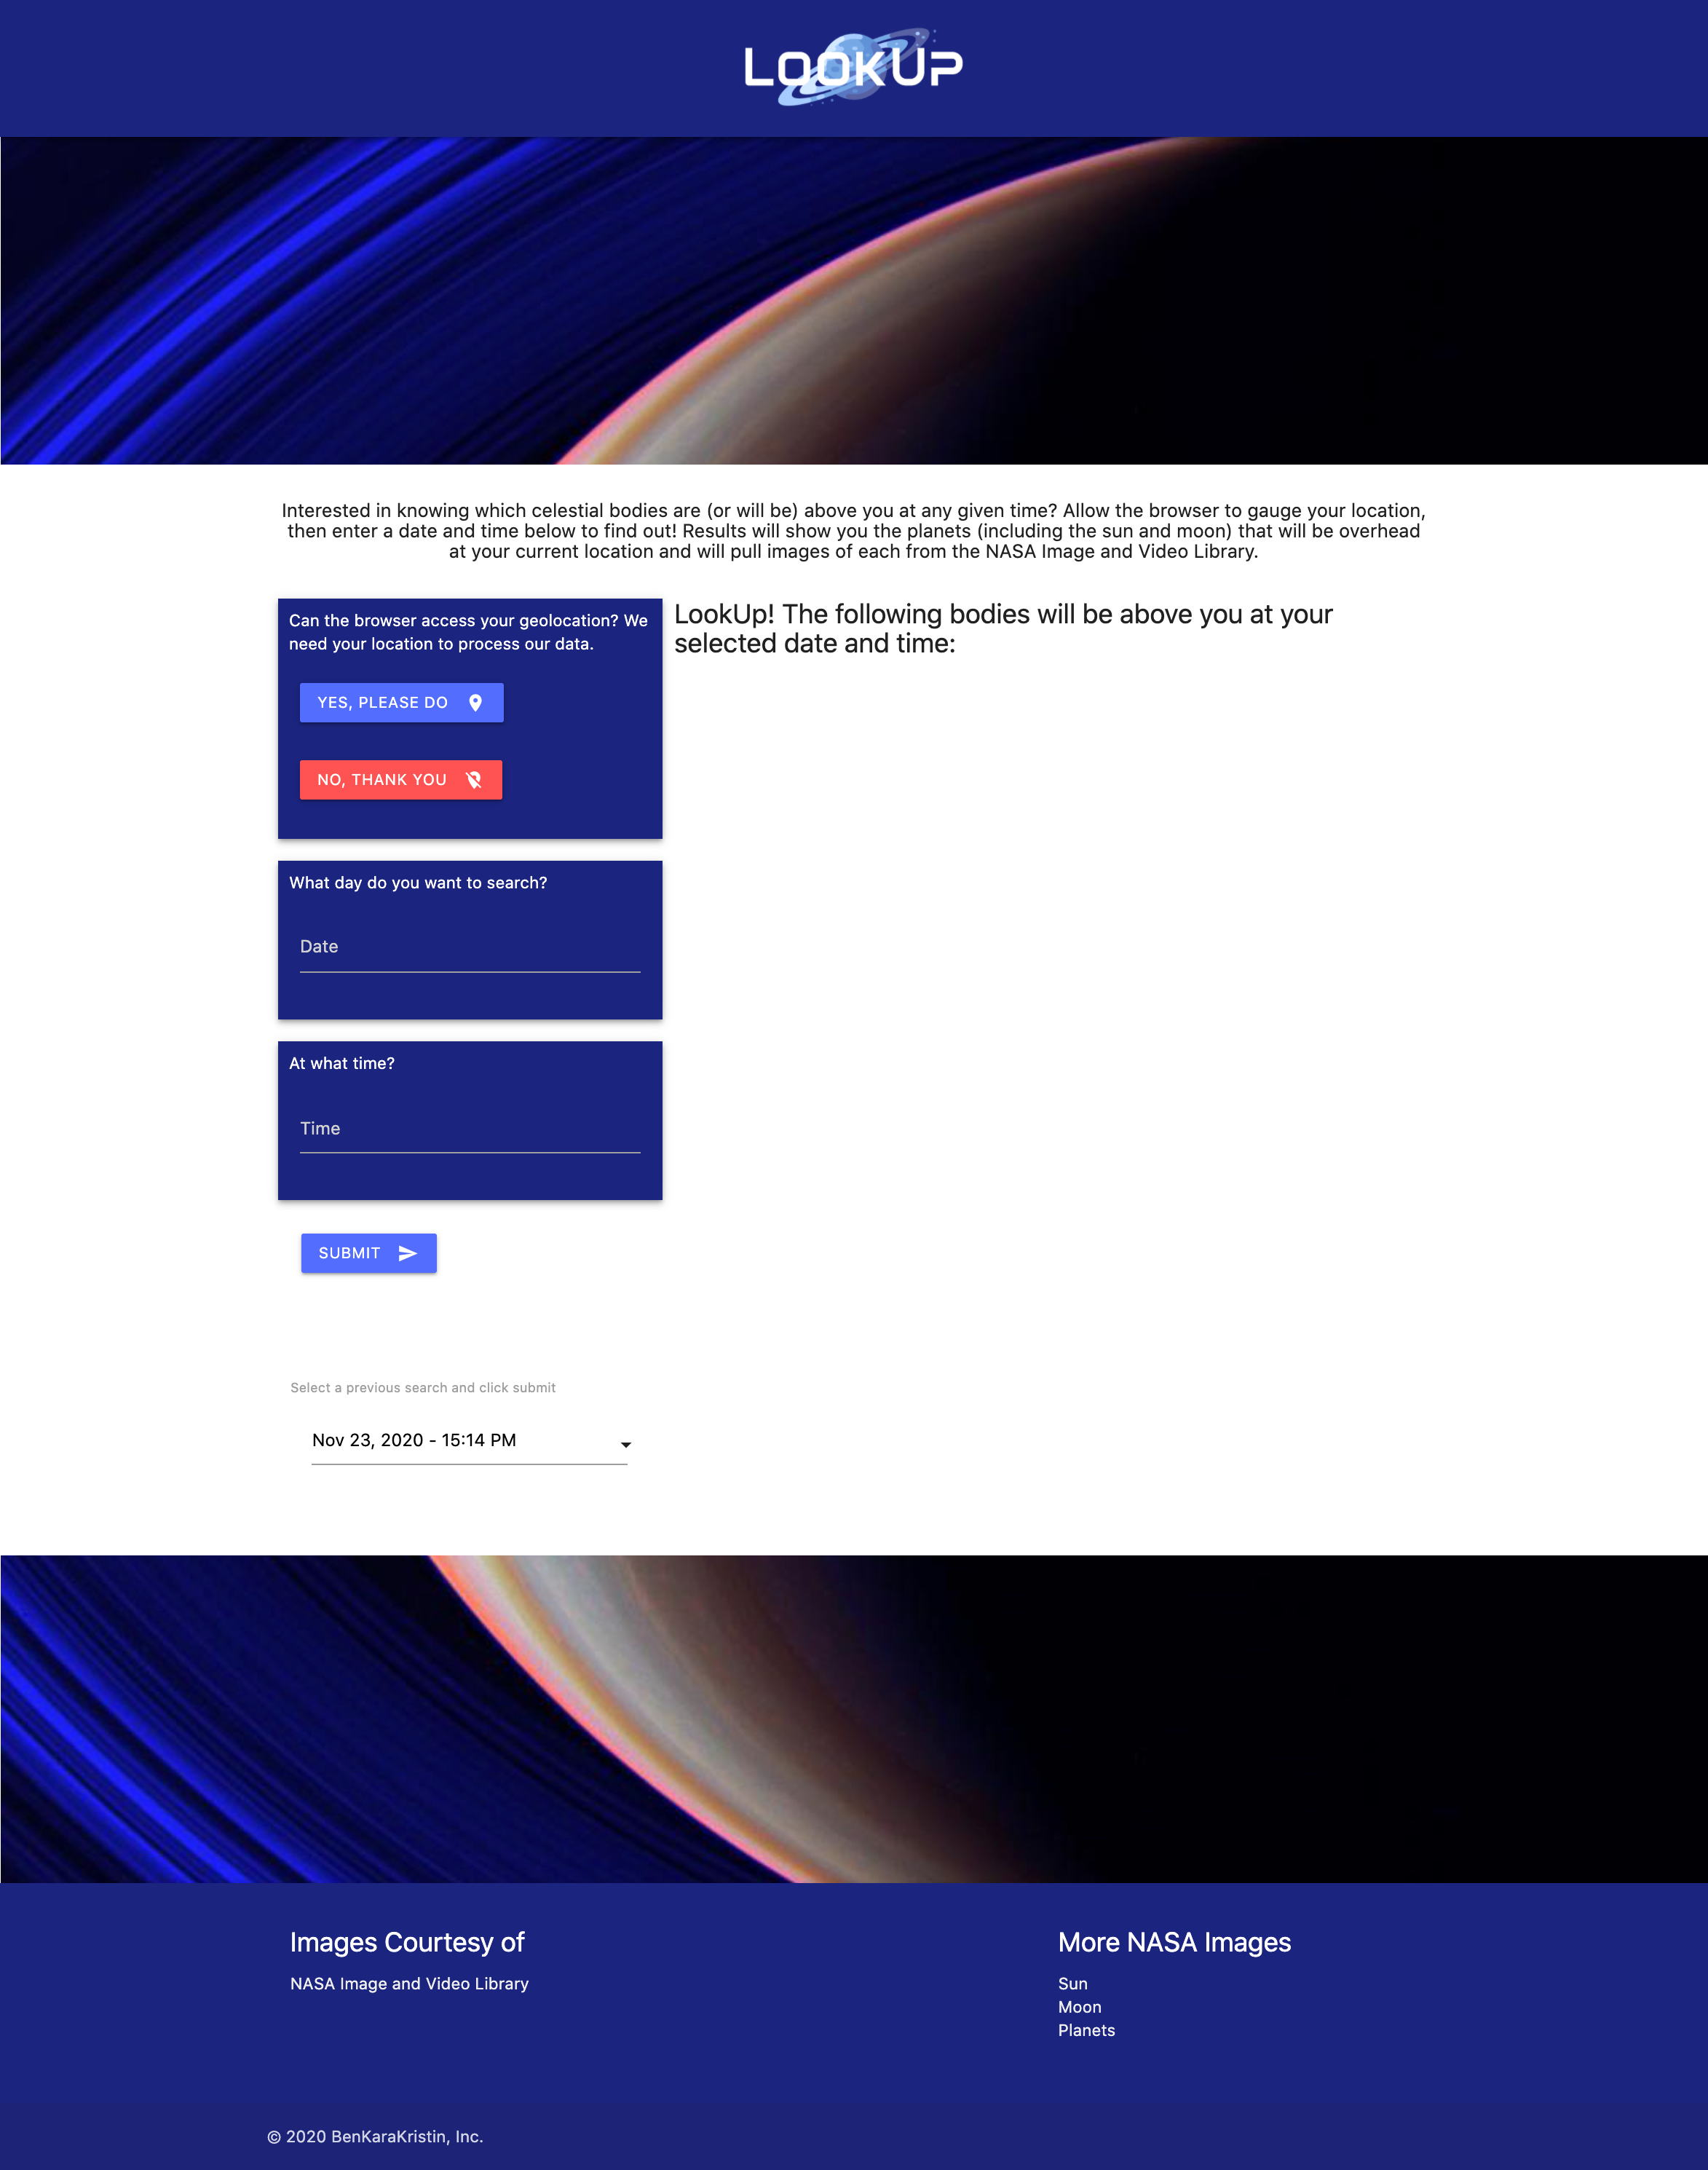 LOOKUP
Interested in knowing which celestial bodies are (or will be) above you at any given time? Allow the browser to gauge your location,
then enter a date and time below to find out! Results will show you the planets (including the sun and moon) that will be overhead
at your current location and will pull images of each from the NASA Image and Video Library.
Can the browser access your geolocation? We
need your location to process our data.
YES, PLEASE DO
NO, THANK YOU
What day do you want to search?
Date
At what time?
Time
SUBMIT
Select a previous search and click submit
Nov 23, 2020 - 15:14 PM
LookUp! The following bodies will be above you at your
selected date and time:
Images Courtesy of
NASA Image and Video Library
More NASA Images
Sun
Moon
Planets
© 2020 BenKaraKristin, Inc.